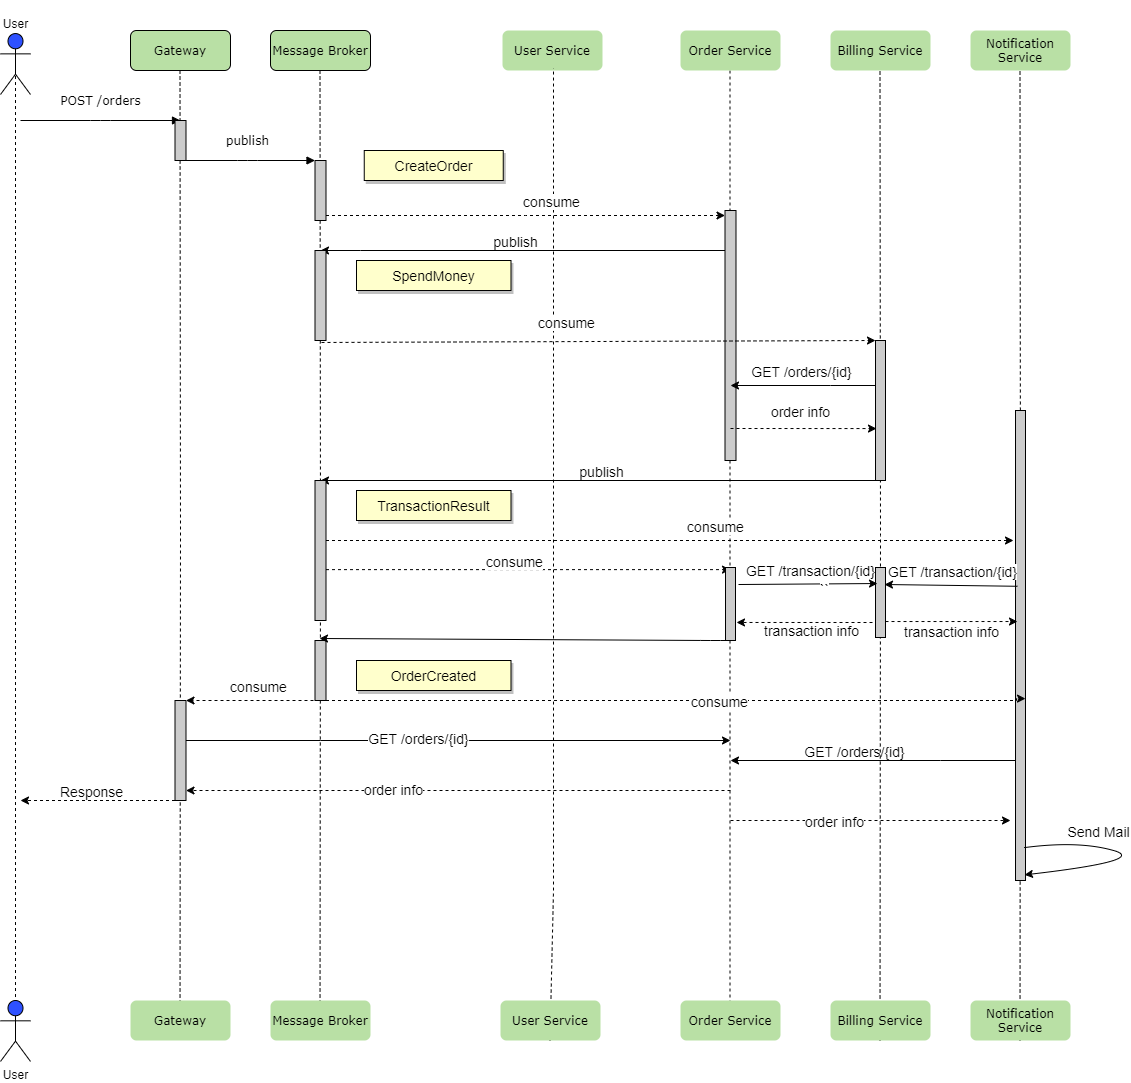 User
Gateway
Message Broker
User Service
Order Service
Billing Service
Notification
Service
POST /orders
publish
CreateOrder
consume
publish
SpendMoney
consume
GET /orders/{id}
order info
publish
TransactionResult
consume
consume
GET /transaction/{id}
GET /transaction/{id}
transaction info
transaction info
OrderCreated
consume
consume
GET /orders/{id}
GET /orders/{id}
order info
Response
order info
Send Mail
Gateway
Message Broker
User Service
Order Service
Billing Service
Notification
Service
User